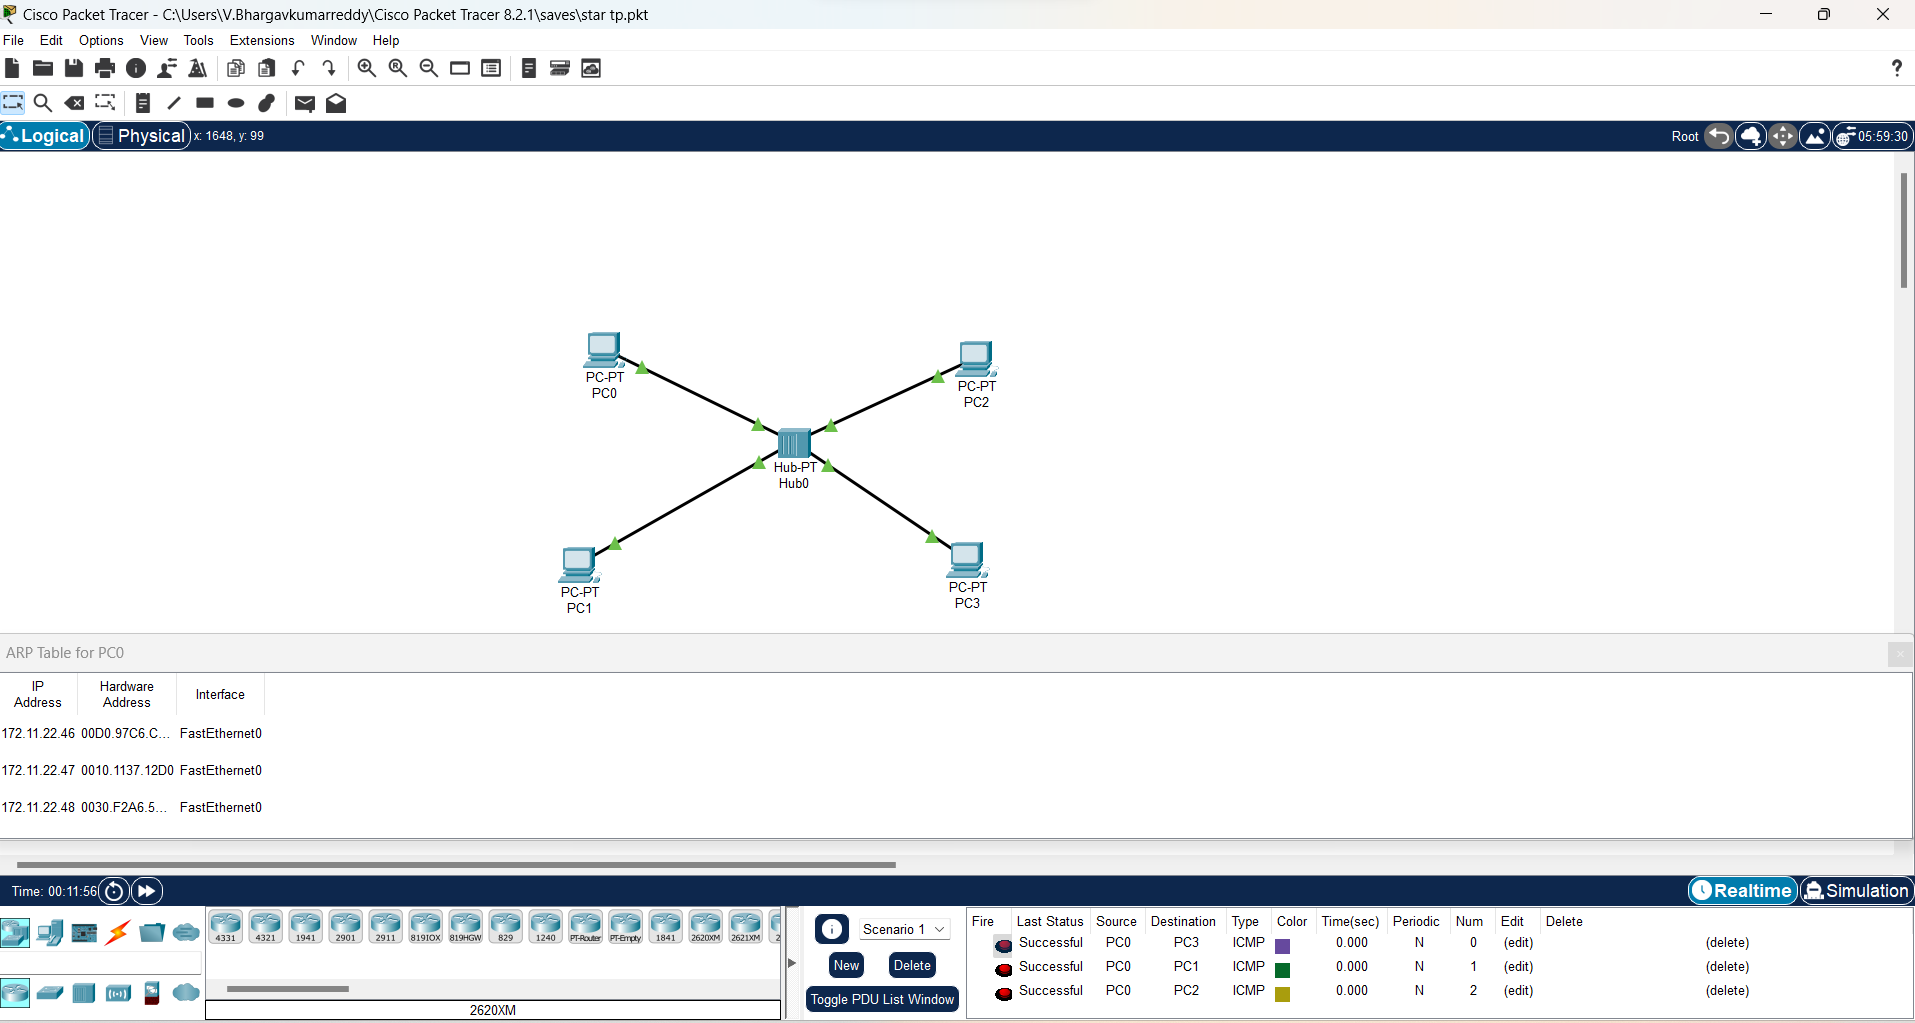 Cisco Packet Tracer - C:\Users\V.Bhargavkumarreddy\Cisco Packet Tracer 8.2.1\saves\star tp.pkt
File Edit Options View Tools Extensions Window Help
?
Logical Physical x: 1648, y: 99 Root 05:59:30
PC-PT
PC0
PC-PT
PC2
Hub-PT
Hub0
PC-PT
PC1
PC-PT
PC3
ARP Table for PC0
IP Address Hardware Address Interface
172.11.22.46 00D0.97C6.C... FastEthernet0
172.11.22.47 0010.1137.12D0 FastEthernet0
172.11.22.48 0030.F2A6.5... FastEthernet0
Time: 00:11:56 Realtime Simulation
4331 4321 1941 2901 2911 819IOX 819HGW 829 1240 PT-Router PT-Empty 1841 2620XM 2621XM 2
2620XM
Scenario 1
New Delete
Toggle PDU List Window
Fire Last Status Source Destination Type Color Time(sec) Periodic Num Edit Delete
Successful PC0 PC3 ICMP 0.000 N 0 (edit) (delete)
Successful PC0 PC1 ICMP 0.000 N 1 (edit) (delete)
Successful PC0 PC2 ICMP 0.000 N 2 (edit) (delete)